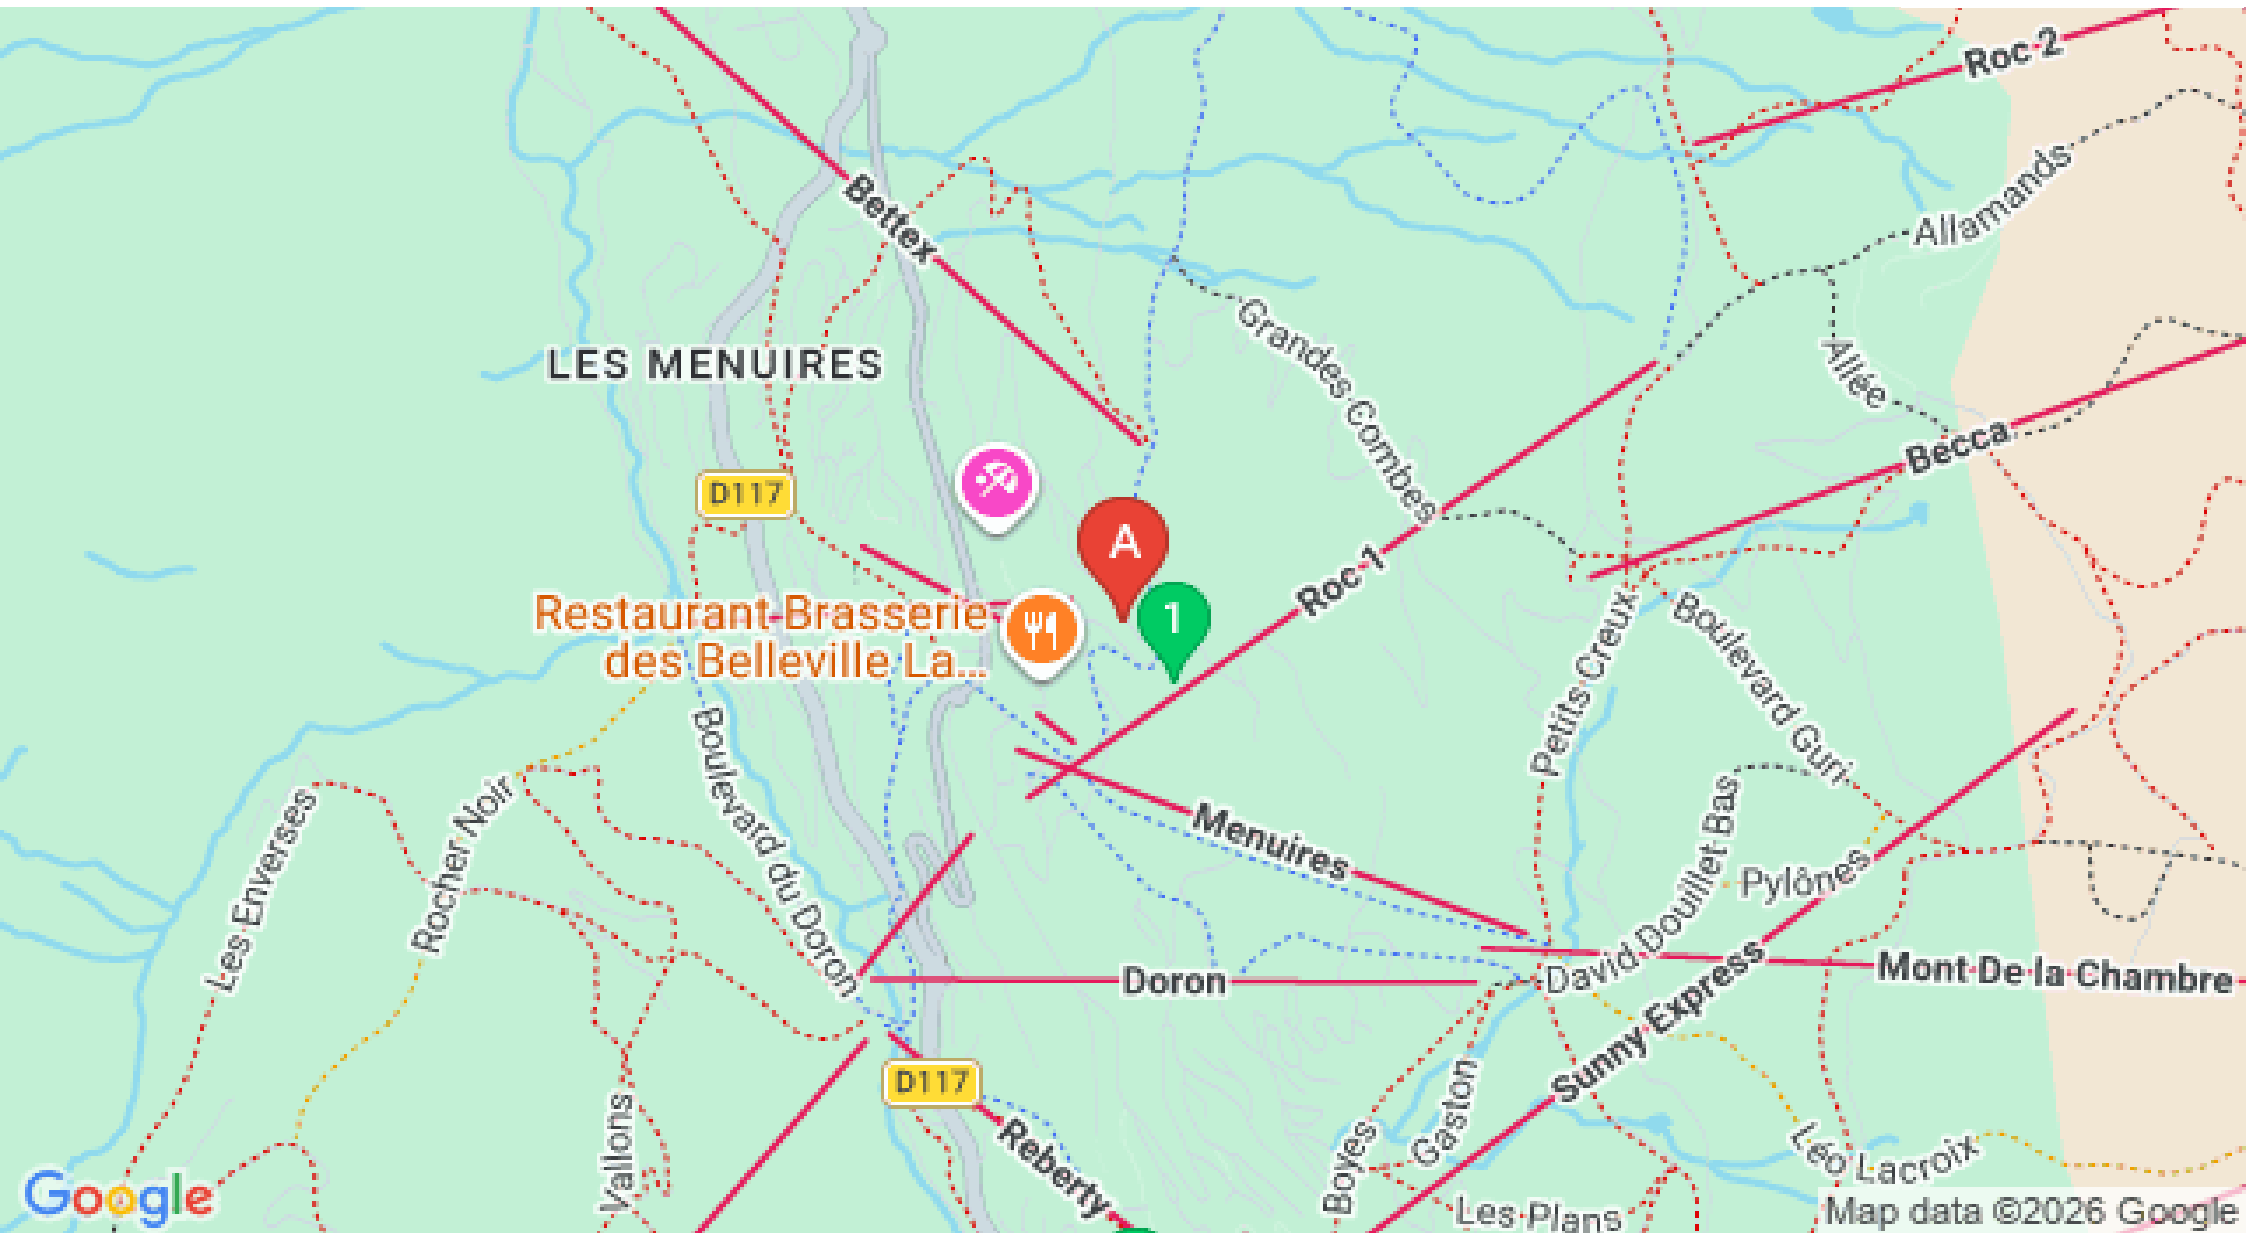 Roc 2
Allamands
Bettex
Grandes Combes
LES MENUIRES
Allée
Becca
D117
A
1
Roc 1
Restaurant Brasserie
des Belleville La...
Petits Creux
Boulevard Guri
Boulevard du Doron
Les Enverses
Rocher Noir
Menuires
David Douillet Bas
Pylônes
Doron
Mont De la Chambre
Sunny Express
D117
Reberty
Vallons
Boyes
Gaston
Léo Lacroix
Les Plans
Google
Map data ©2026 Google